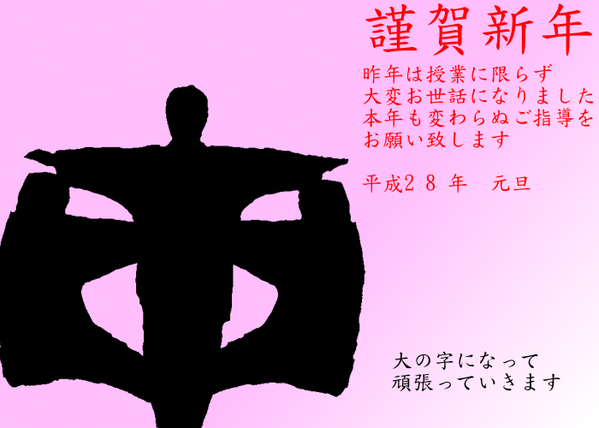 謹賀新年
昨年は授業に限らず
大変お世話になりました
本年も変わらぬご指導を
お願い致します
平成２８年　元旦
大の字になって
頑張っていきます